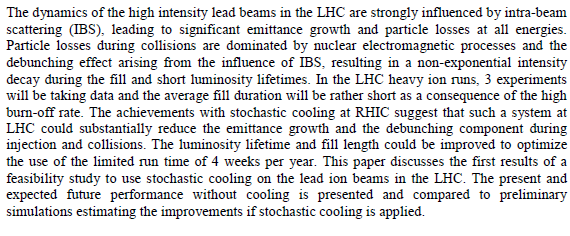 The dynamics of the high intensity lead beams in the LHC are strongly influenced by intra-beam
scattering (IBS), leading to significant emittance growth and particle losses at all energies.
Particle losses during collisions are dominated by nuclear electromagnetic processes and the
debunching effect arising from the influence of IBS, resulting in a non-exponential intensity
decay during the fill and short luminosity lifetimes. In the LHC heavy ion runs, 3 experiments
will be taking data and the average fill duration will be rather short as a consequence of the high
burn-off rate. The achievements with stochastic cooling at RHIC suggest that such a system at
LHC could substantially reduce the emittance growth and the debunching component during
injection and collisions. The luminosity lifetime and fill length could be improved to optimize
the use of the limited run time of 4 weeks per year. This paper discusses the first results of a
feasibility study to use stochastic cooling on the lead ion beams in the LHC. The present and
expected future performance without cooling is presented and compared to preliminary
simulations estimating the improvements if stochastic cooling is applied.